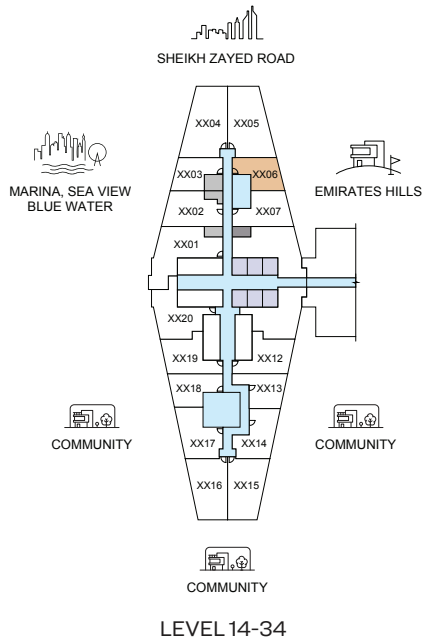 SHEIKH ZAYED ROAD
XX04
XX05
MARINA, SEA VIEW
BLUE WATER
XX03
XX06
EMIRATES HILLS
XX02
XX07
XX01
XX20
XX19
XX12
XX18
XX13
COMMUNITY
COMMUNITY
XX17
XX14
XX16
XX15
COMMUNITY
LEVEL 14-34